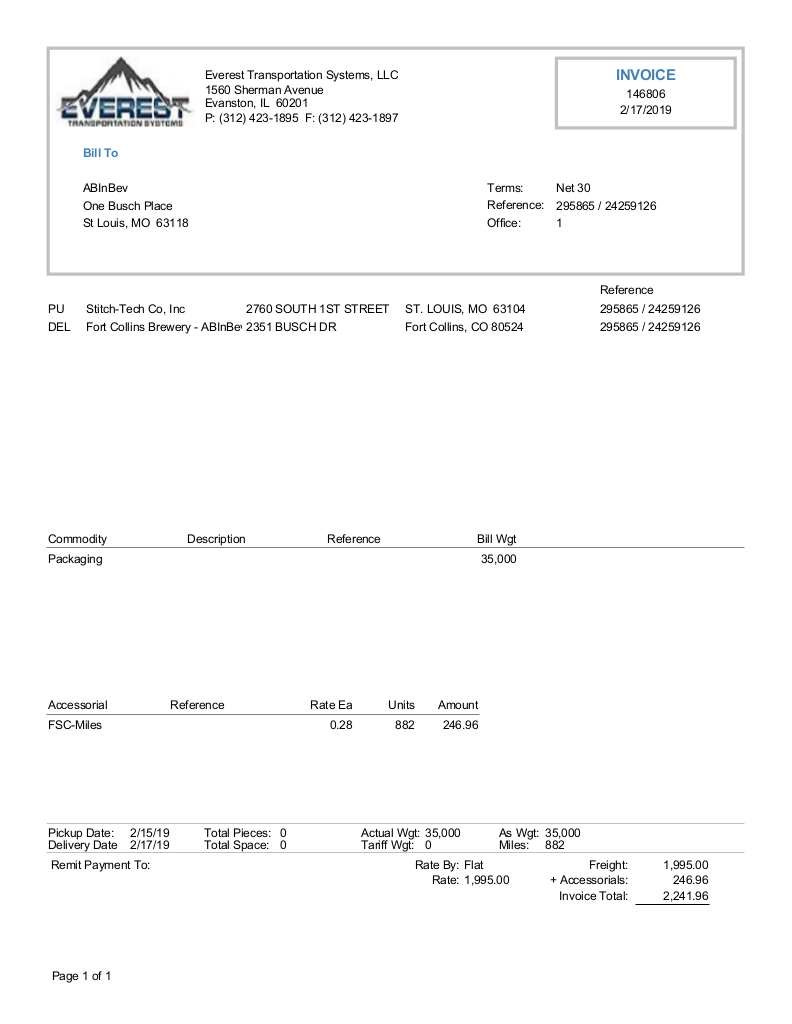 EVEREST
TRANSPORTATION SYSTEMS
Everest Transportation Systems, LLC
1560 Sherman Avenue
Evanston, IL 60201
P: (312) 423-1895 F: (312) 423-1897
INVOICE
146806
2/17/2019
Bill To
ABInBev
One Busch Place
St Louis, MO 63118
Terms: Net 30
Reference: 295865 / 24259126
Office: 1
Reference
PU Stitch-Tech Co, Inc 2760 SOUTH 1ST STREET ST. LOUIS, MO 63104 295865 / 24259126
DEL Fort Collins Brewery - ABInBev 2351 BUSCH DR Fort Collins, CO 80524 295865 / 24259126
Commodity Description Reference Bill Wgt
Packaging 35,000
Accessorial Reference Rate Ea Units Amount
FSC-Miles 0.28 882 246.96
Pickup Date: 2/15/19 Total Pieces: 0 Actual Wgt: 35,000 As Wgt: 35,000
Delivery Date 2/17/19 Total Space: 0 Tariff Wgt: 0 Miles: 882
Remit Payment To: Rate By: Flat Freight: 1,995.00
Rate: 1,995.00 + Accessorials: 246.96
Invoice Total: 2,241.96
Page 1 of 1